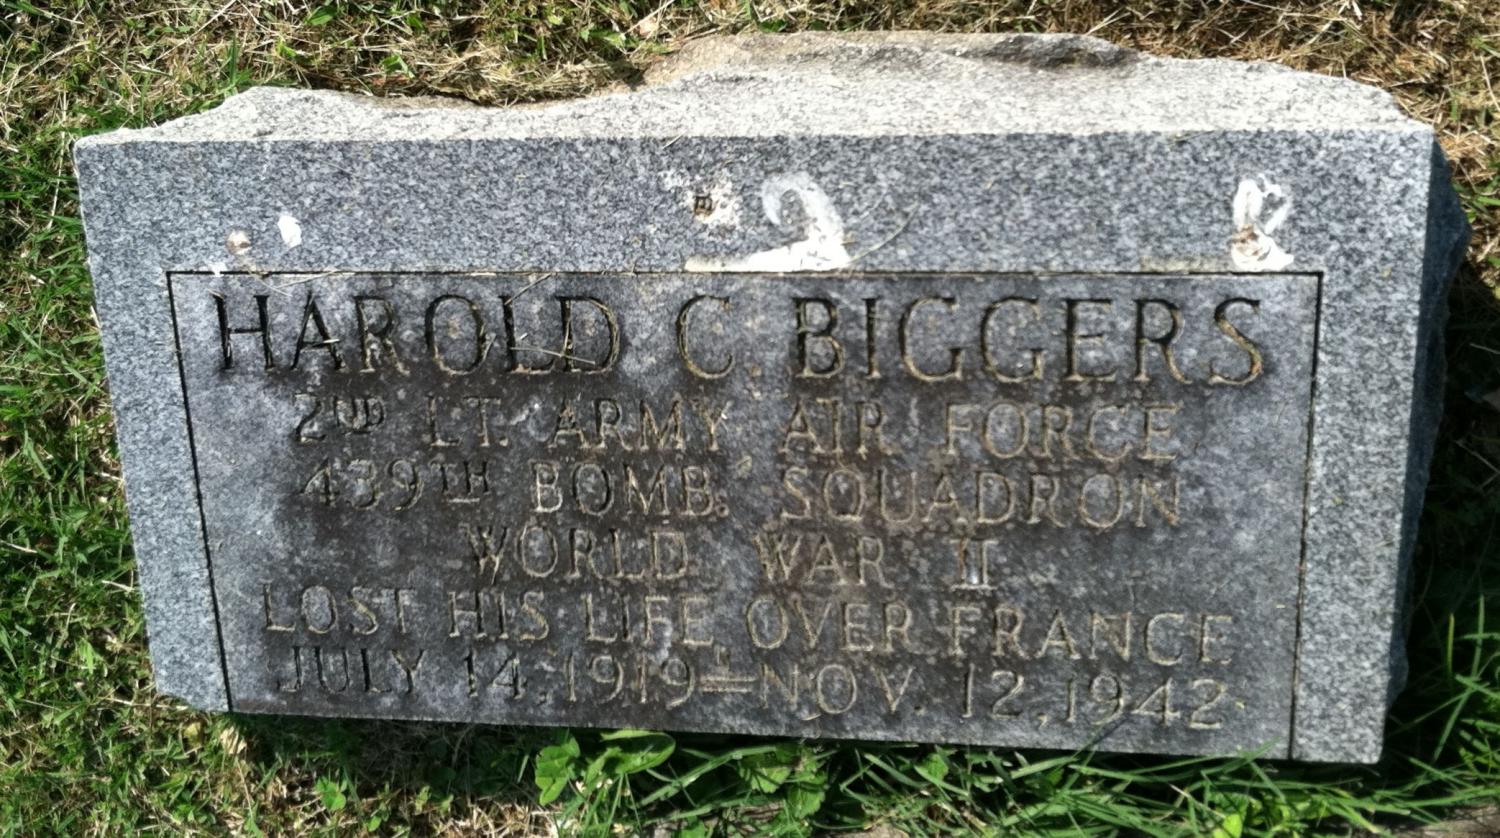 HAROLD C. BIGGERS
2ND LT. ARMY AIR FORCE
439TH BOMB. SQUADRON
WORLD WAR II
LOST HIS LIFE OVER FRANCE
JULY 14, 1919 – NOV. 12, 1942